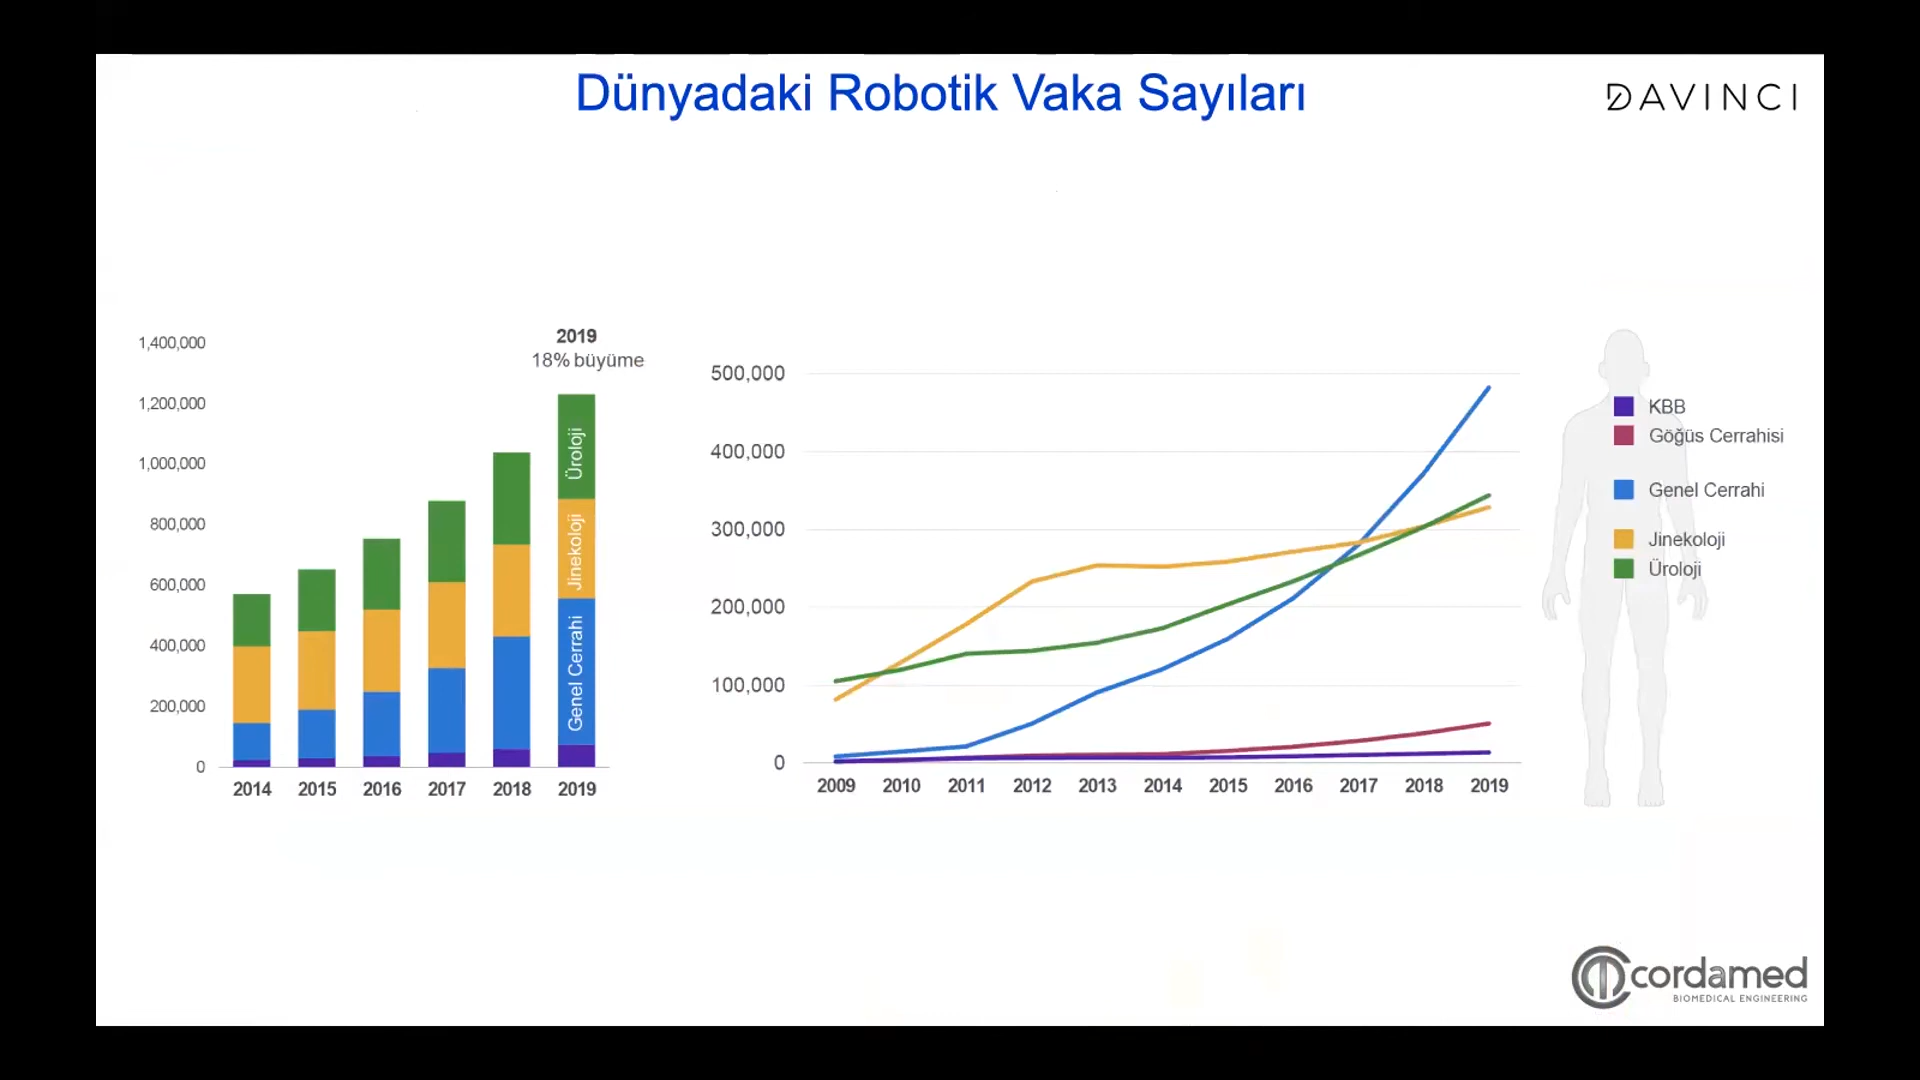 Dünyadaki Robotik Vaka Sayıları
DAVINCI
2019
18% büyüme
1,400,000
1,200,000
1,000,000
800,000
600,000
400,000
200,000
0
Üroloji
Jinekoloji
Genel Cerrahi
2014 2015 2016 2017 2018 2019
500,000
400,000
300,000
200,000
100,000
0
2009 2010 2011 2012 2013 2014 2015 2016 2017 2018 2019
KBB
Göğüs Cerrahisi
Genel Cerrahi
Jinekoloji
Üroloji
cordamed
BIOMEDICAL ENGINEERING